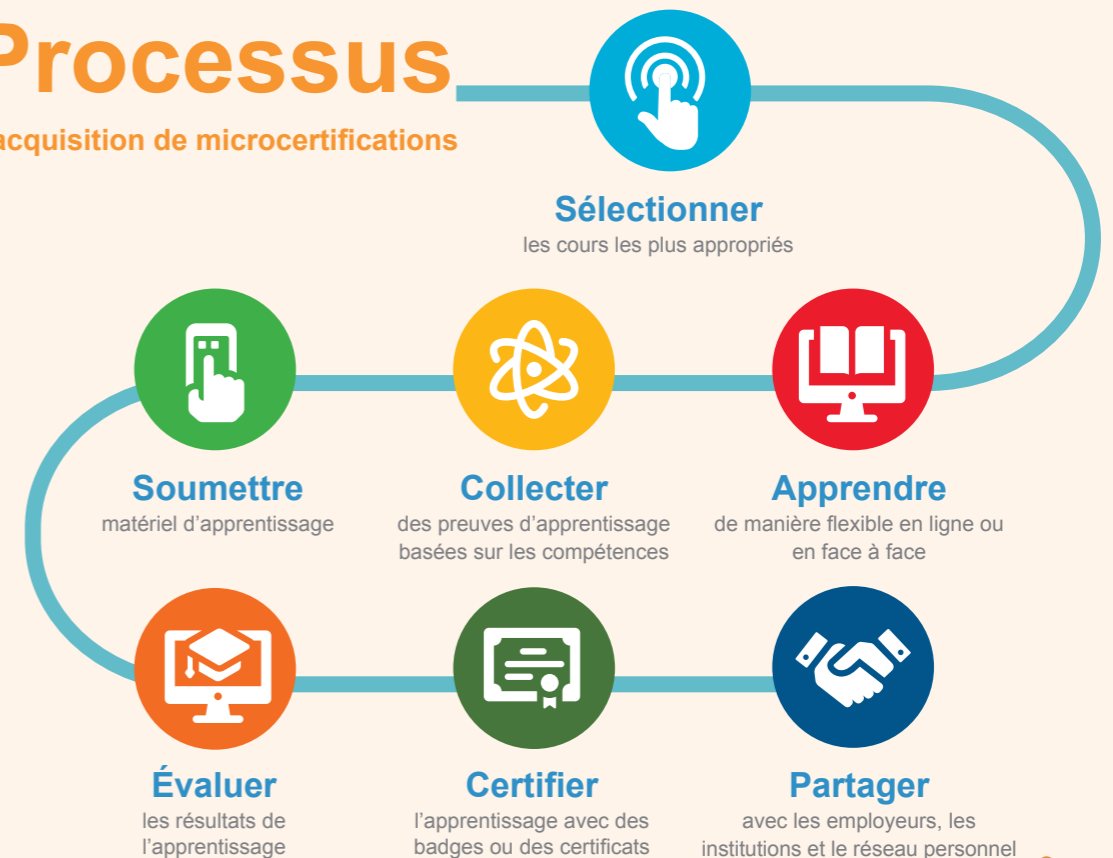 Processus
acquisition de microcertifications
Sélectionner
les cours les plus appropriés
Apprendre
de manière flexible en ligne ou
en face à face
Collecter
des preuves d’apprentissage
basées sur les compétences
Soumettre
matériel d’apprentissage
Évaluer
les résultats de
l’apprentissage
Certifier
l’apprentissage avec des
badges ou des certificats
Partager
avec les employeurs, les
institutions et le réseau personnel